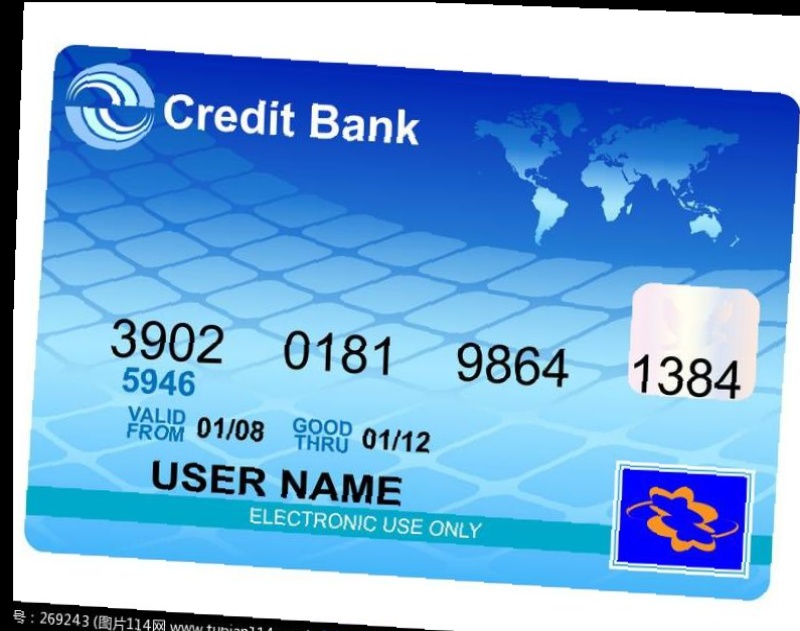 Credit Bank
3902 0181 9864 1384
5946
VALID FROM 01/08 GOOD THRU 01/12
USER NAME
ELECTRONIC USE ONLY
号：269243 (图片114网